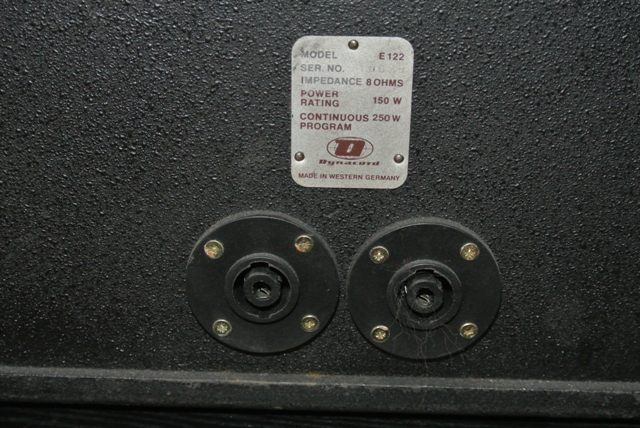 MODEL E 122
SER. NO.
IMPEDANCE 8 OHMS
POWER
RATING 150 W
CONTINUOUS 250 W
PROGRAM
D
Dynacord
MADE IN WESTERN GERMANY